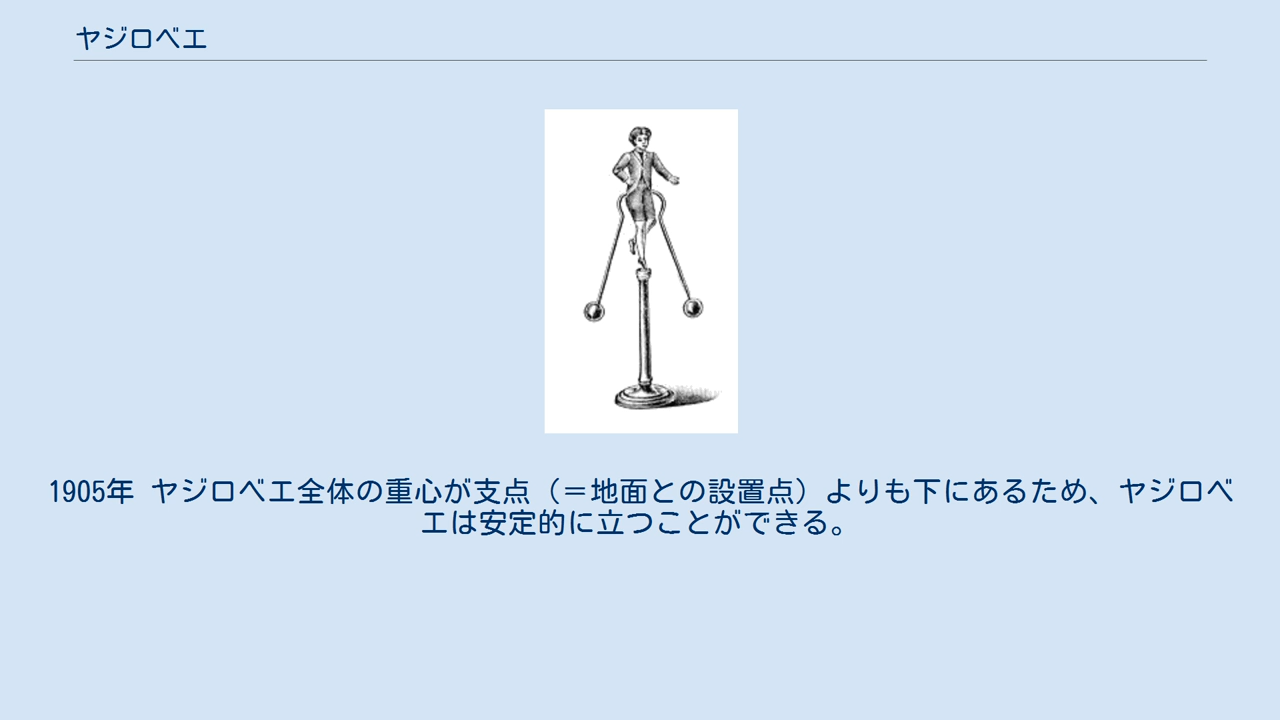 ヤジロベエ
1905年 ヤジロベエ全体の重心が支点（＝地面との設置点）よりも下にあるため、ヤジロベ
エは安定的に立つことができる。